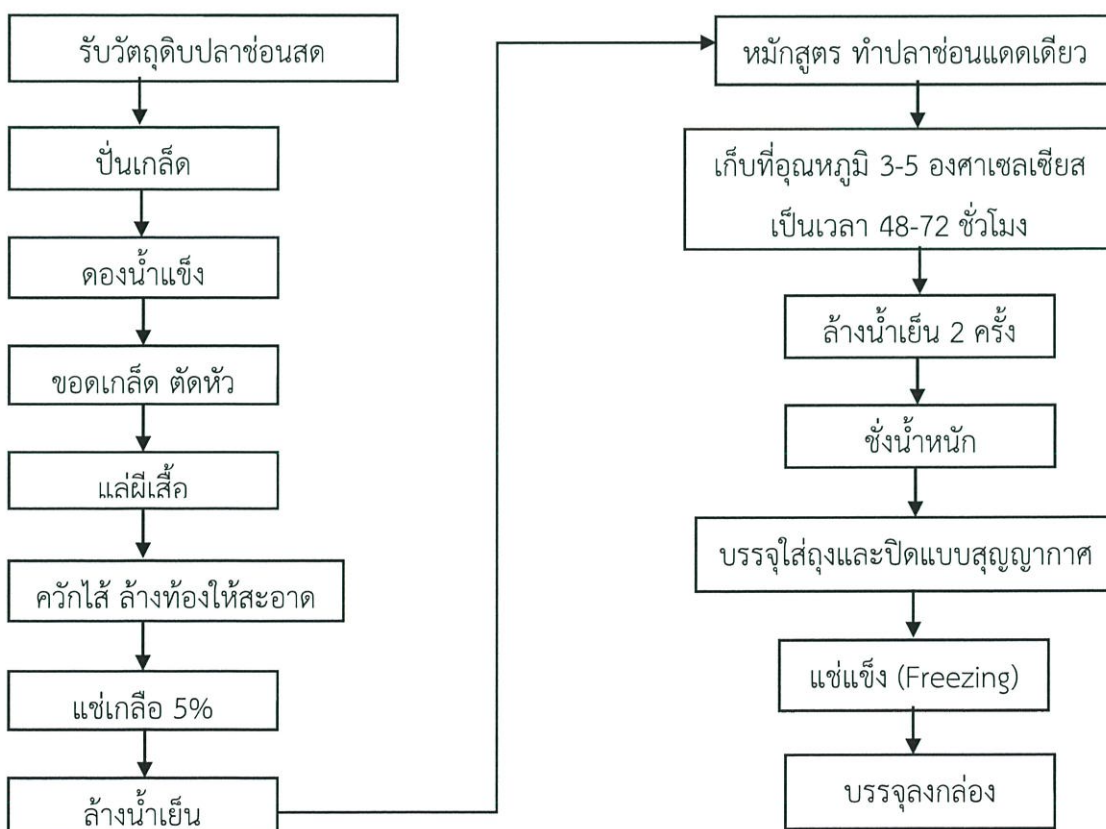 รับวัตถุดิบปลาช่อนสด
ปั่นเกล็ด
ดองน้ำแข็ง
ขอดเกล็ด ตัดหัว
แล่ผีเสื้อ
ควักไส้ ล้างท้องให้สะอาด
แช่เกลือ 5%
ล้างน้ำเย็น
หมักสูตร ทำปลาช่อนแดดเดียว
เก็บที่อุณหภูมิ 3-5 องศาเซลเซียส
เป็นเวลา 48-72 ชั่วโมง
ล้างน้ำเย็น 2 ครั้ง
ชั่งน้ำหนัก
บรรจุใส่ถุงและปิดแบบสุญญากาศ
แช่แข็ง (Freezing)
บรรจุลงกล่อง